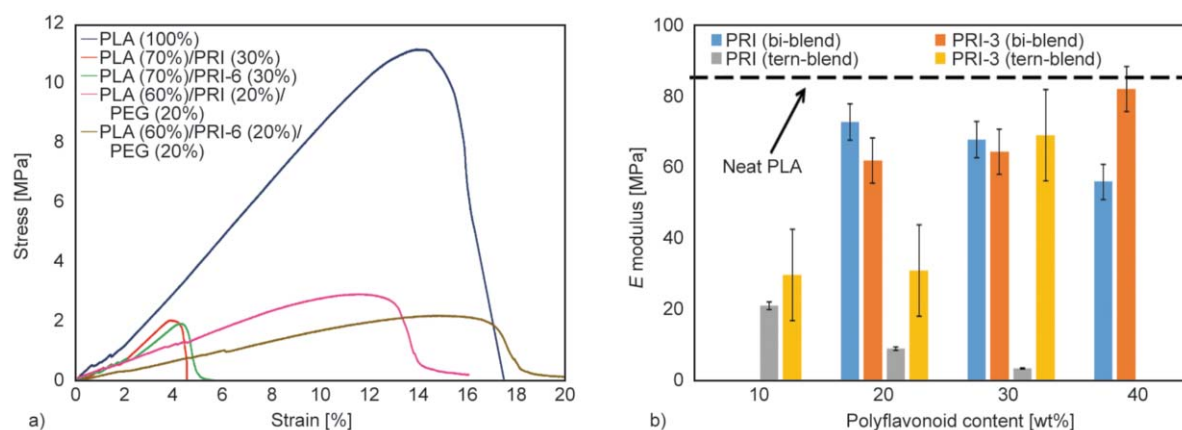 12
10
8
6
4
2
0
Stress [MPa]
PLA (100%)
PLA (70%)/PRI (30%)
PLA (70%)/PRI-6 (30%)
PLA (60%)/PRI (20%)/
PEG (20%)
PLA (60%)/PRI-6 (20%)/
PEG (20%)
0 2 4 6 8 10 12 14 16 18 20
Strain [%]
a)
100
80
60
40
20
0
E modulus [MPa]
PRI (bi-blend) PRI-3 (bi-blend)
PRI (tern-blend) PRI-3 (tern-blend)
Neat PLA
10 20 30 40
Polyflavonoid content [wt%]
b)